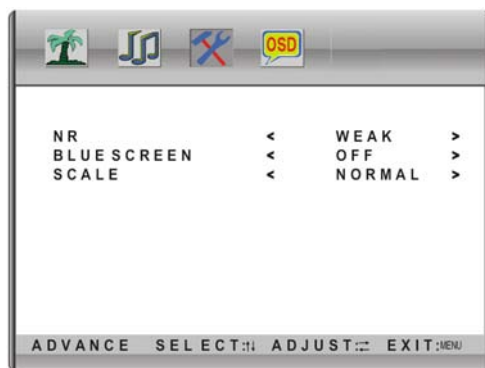 OSD
NR < WEAK >
BLUE SCREEN < OFF >
SCALE < NORMAL >
ADVANCE SELECT:↑↓ ADJUST:⇄ EXIT:MENU